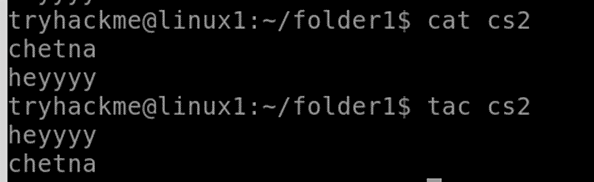 tryhackme@linux1:~/folder1$ cat cs2
chetna
heyyyy
tryhackme@linux1:~/folder1$ tac cs2
heyyyy
chetna